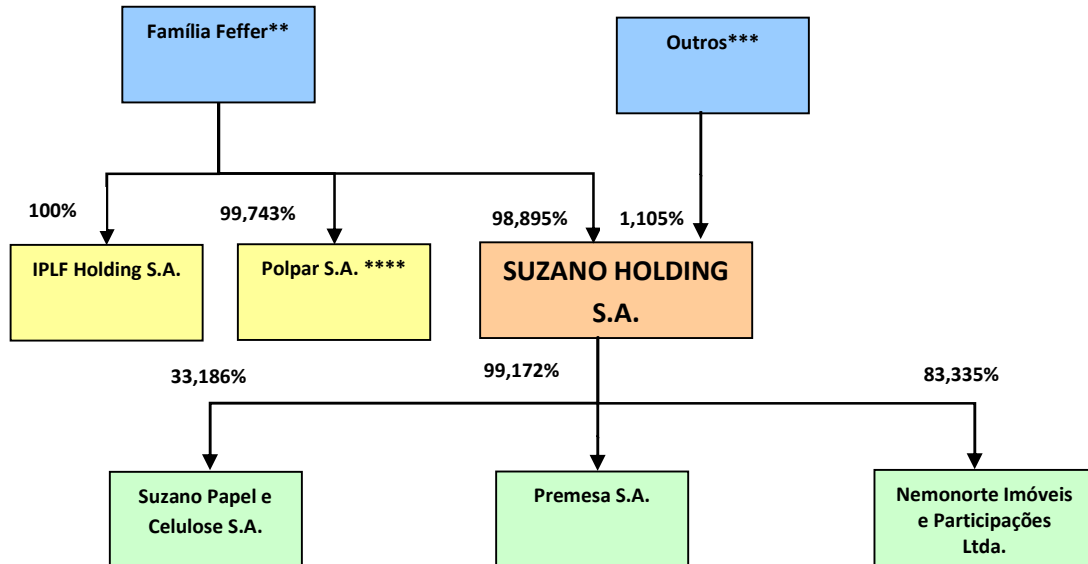 Família Feffer**
Outros***
100%
99,743%
98,895%
1,105%
IPLF Holding S.A.
Polpar S.A. ****
SUZANO HOLDING
S.A.
33,186%
99,172%
83,335%
Suzano Papel e
Celulose S.A.
Premesa S.A.
Nemonorte Imóveis
e Participações
Ltda.